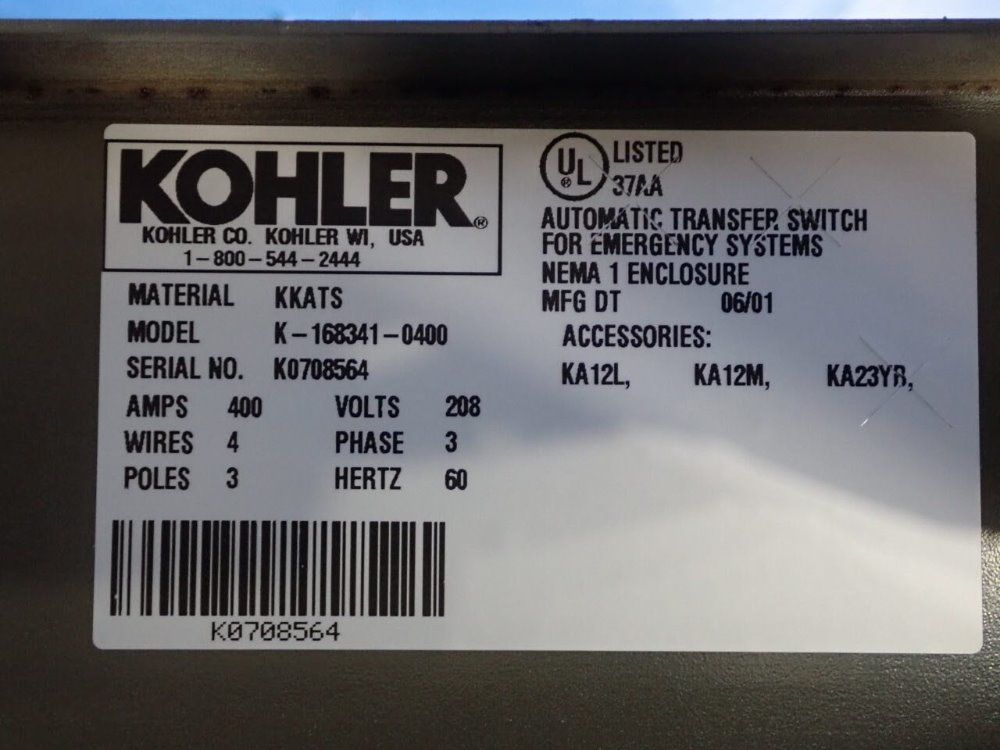 KOHLER®
KOHLER CO. KOHLER WI, USA
1-800-544-2444
MATERIAL KKATS
MODEL K-168341-0400
SERIAL NO. K0708564
AMPS 400 VOLTS 208
WIRES 4 PHASE 3
POLES 3 HERTZ 60
K0708564
UL® LISTED
37AA
AUTOMATIC TRANSFER SWITCH
FOR EMERGENCY SYSTEMS
NEMA 1 ENCLOSURE
MFG DT 06/01
ACCESSORIES:
KA12L, KA12M, KA23YB,